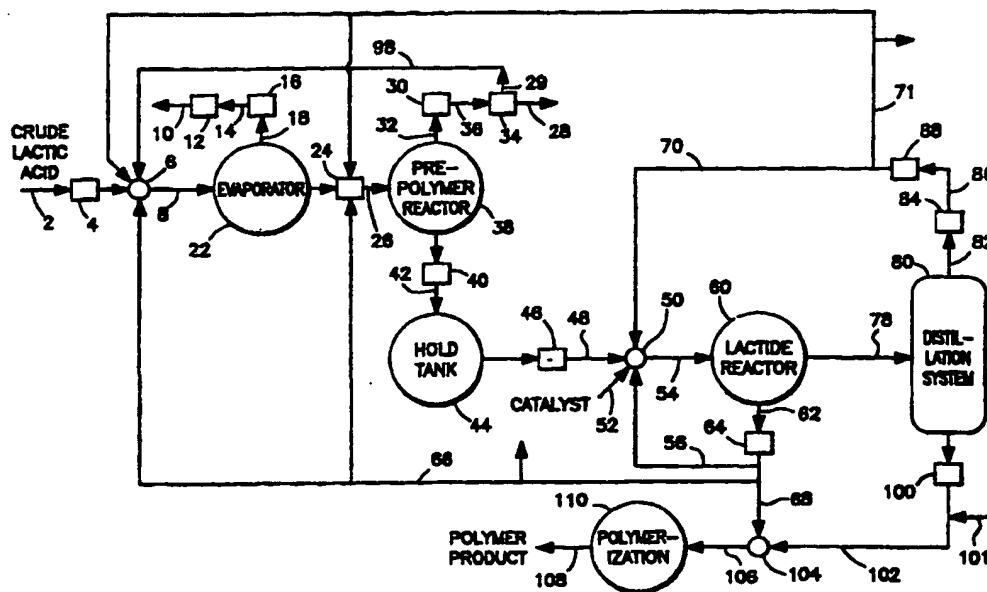 98
16
30
29
71
10
12
14
18
32
36
34
28
88
CRUDE
LACTIC
ACID
24
70
86
6
EVAPORATOR
PRE-
POLYMER
REACTOR
84
2
4
8
22
26
38
82
80
42
40
60
50
78
46
48
HOLD
TANK
LACTIDE
REACTOR
DISTIL-
LATION
SYSTEM
CATALYST
54
62
44
52
64
56
66
68
100
110
POLYMER
PRODUCT
POLYMER-
IZATION
101
108
106
104
102